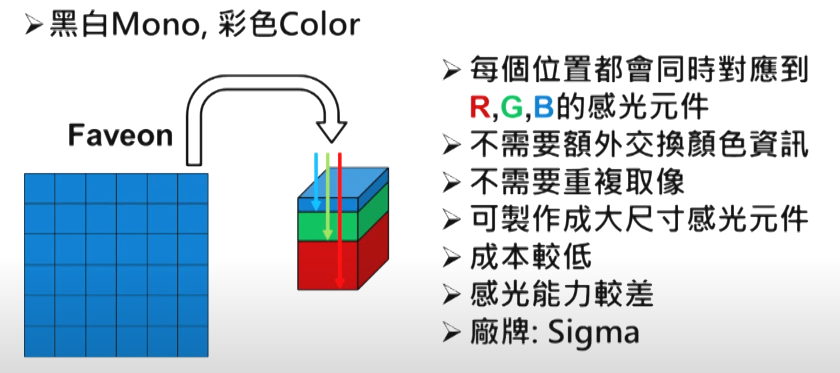 ➢黑白Mono, 彩色Color
Faveon
➢每個位置都會同時對應到
R,G,B的感光元件
➢不需要額外交換顏色資訊
➢不需要重複取像
➢可製作成大尺寸感光元件
➢成本較低
➢感光能力較差
➢廠牌: Sigma